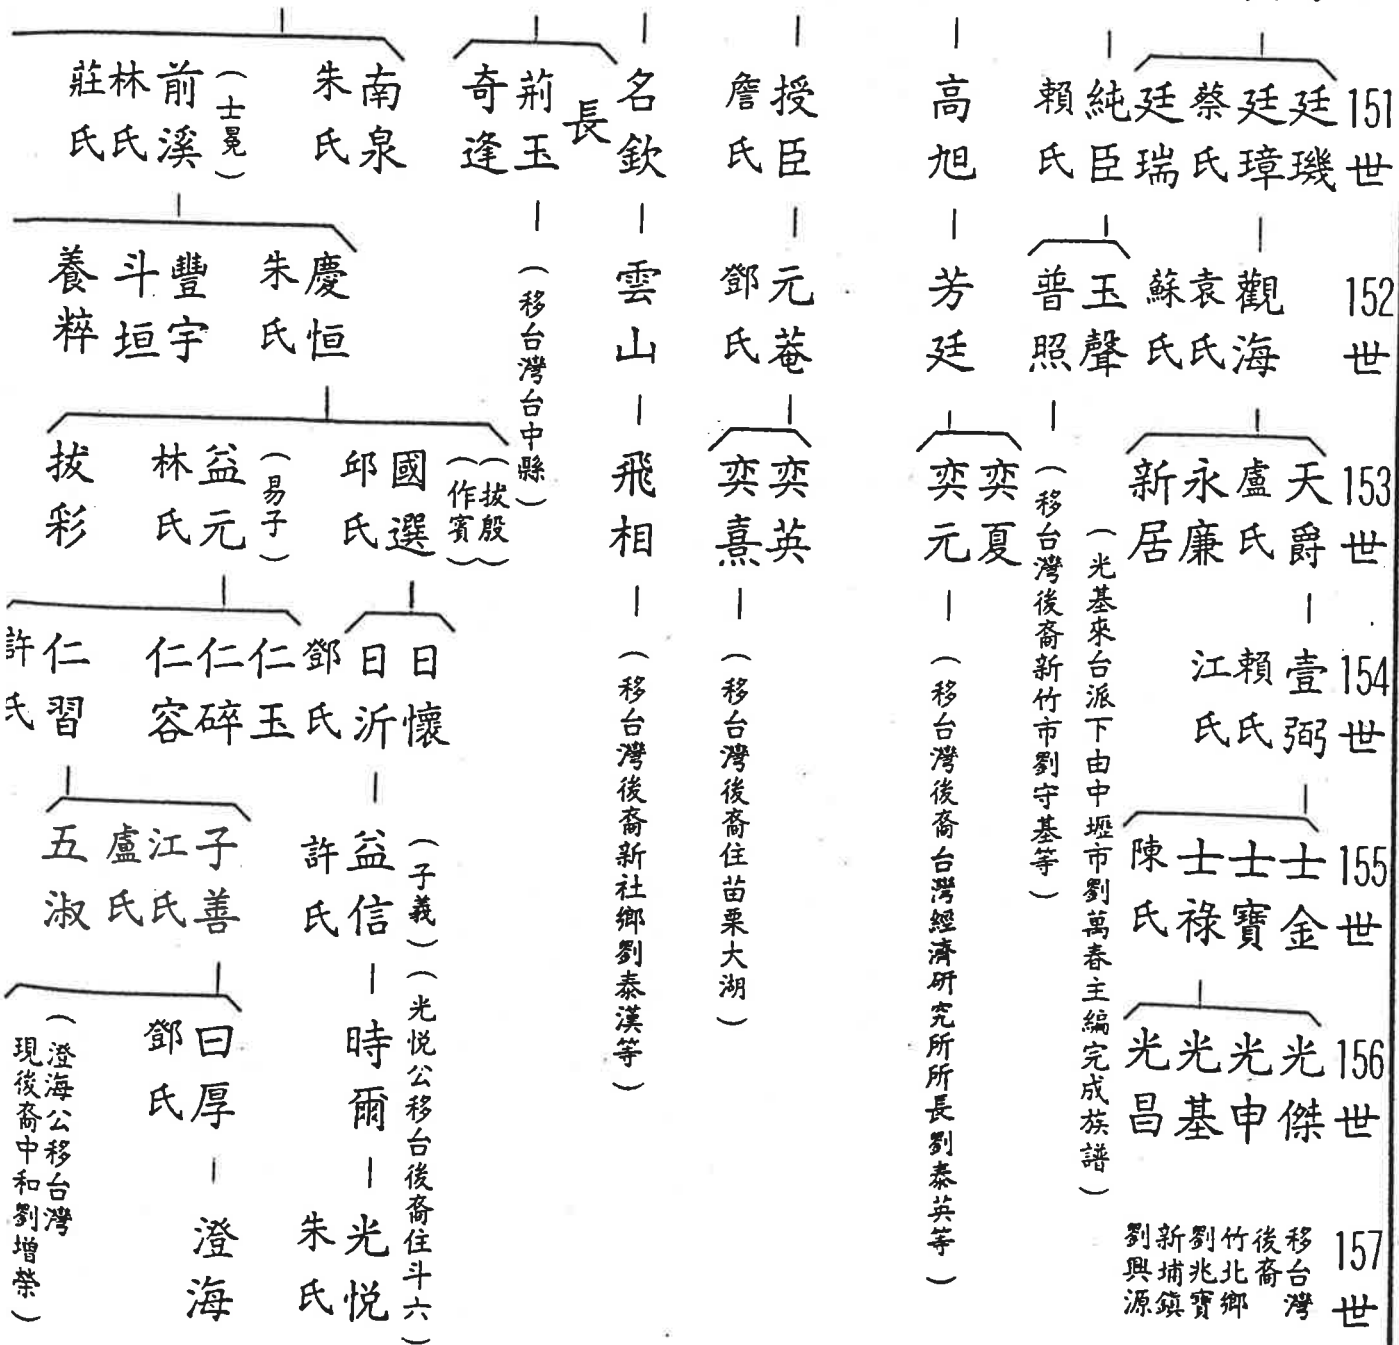 151世
廷璣
廷璋
蔡氏
廷瑞
純臣
賴氏
高旭
授臣
詹氏
名欽
長
荊玉
奇逢
南泉
朱氏
(士冕)
前溪
林氏
莊氏
152世
觀海
袁氏
蘇氏
玉聲
普照
芳廷
元菴
鄧氏
雲山
(移台灣台中縣)
慶恒
朱氏
豐宇
斗垣
養粹
153世
天爵
盧氏
永廉
新居
(光基來台派下由中壢市劉萬春主編完成族譜)
(移台灣後裔新竹市劉守基等)
奕夏
奕元
奕英
奕熹
飛相
(拔殷)
(作賓)
國選
邱氏
(易子)
益元
林氏
拔彩
154世
壹弼
賴氏
江氏
(移台灣後裔台灣經濟研究所所長劉泰英等)
(移台灣後裔住苗栗大湖)
(移台灣後裔新社鄉劉泰漢等)
日懷
日沂
鄧氏
仁玉
仁碎
仁容
仁習
許氏
155世
士金
士寶
士祿
陳氏
(子義)
益信
許氏
子善
江氏
盧氏
五淑
156世
光傑
光申
光基
光昌
(光悅公移台後裔住斗六)
時爾
曰厚
鄧氏
(澄海公移台灣
現後裔中和劉增榮)
157世
移台灣
後裔
竹北鄉
劉兆寶
新埔鎮
劉興源
光悅
朱氏
澄海